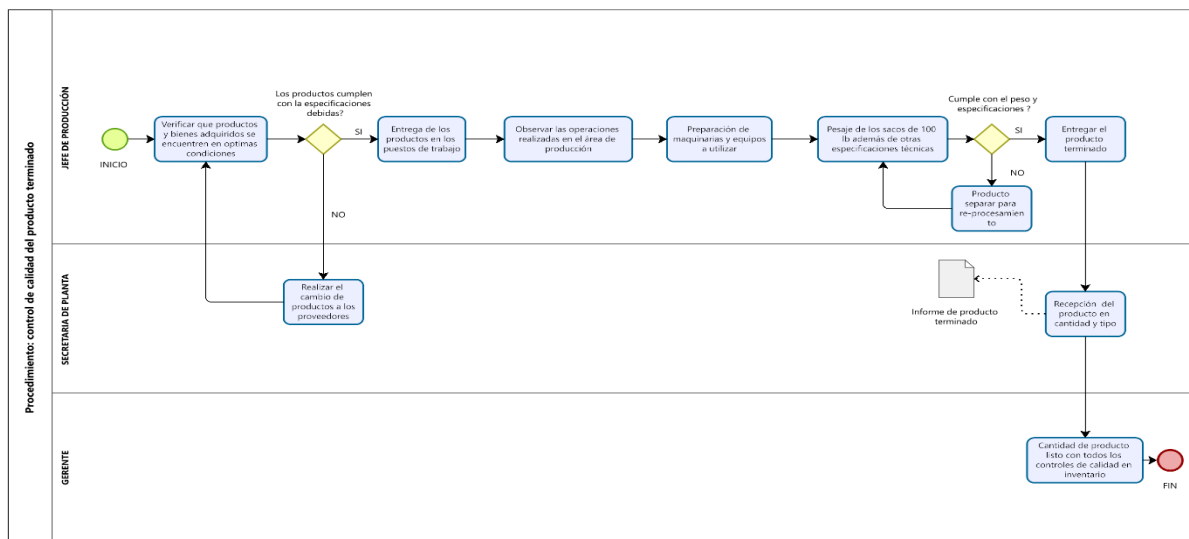 Procedimiento: control de calidad del producto terminado
JEFE DE PRODUCCIÓN
INICIO
Verificar que productos
y bienes adquiridos se
encuentren en optimas
condiciones
Los productos cumplen
con la especificaciones
debidas?
SI
NO
Entrega de los
productos en los
puestos de trabajo
Observar las operaciones
realizadas en el área de
producción
Preparación de
maquinarias y equipos
a utilizar
Pesaje de los sacos de 100
lb además de otras
especificaciones técnicas
Cumple con el peso y
especificaciones ?
SI
NO
Entregar el
producto
terminado
Producto
separar para
re-procesamie
nto
SECRETARIA DE PLANTA
Realizar el
cambio de
productos a los
proveedores
Informe de producto
terminado
Recepción del
producto en
cantidad y tipo
GERENTE
Cantidad de producto
listo con todos los
controles de calidad en
inventario
FIN